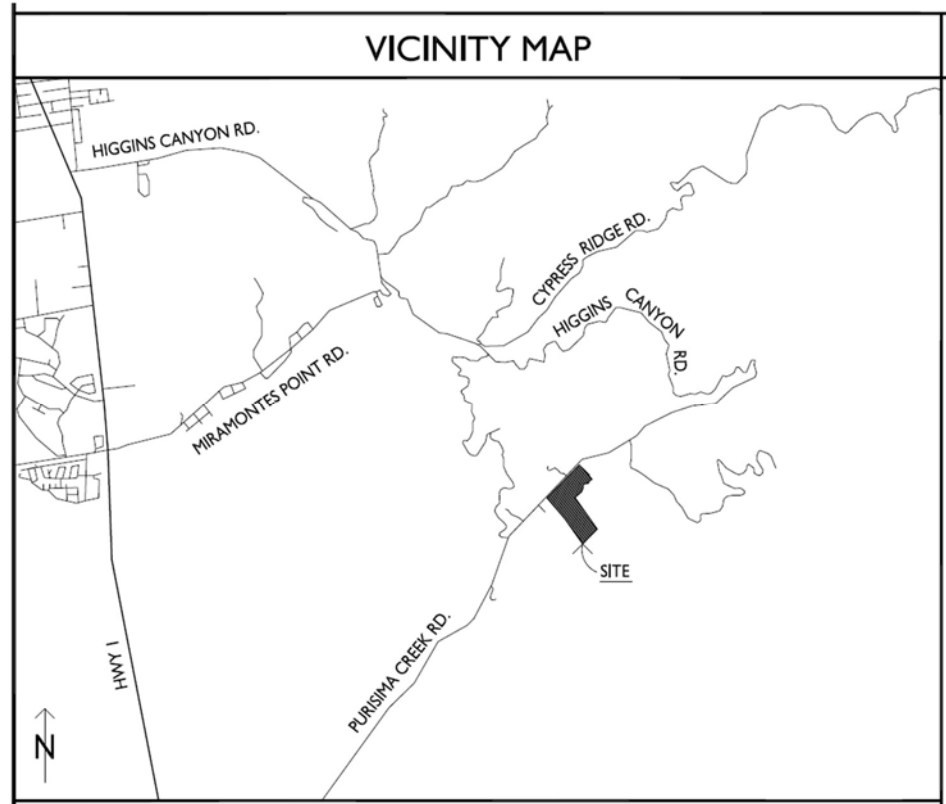 VICINITY MAP
HIGGINS CANYON RD.
CYPRESS RIDGE RD.
HIGGINS CANYON RD.
MIRAMONTES POINT RD.
SITE
PURISIMA CREEK RD.
HWY 1
N